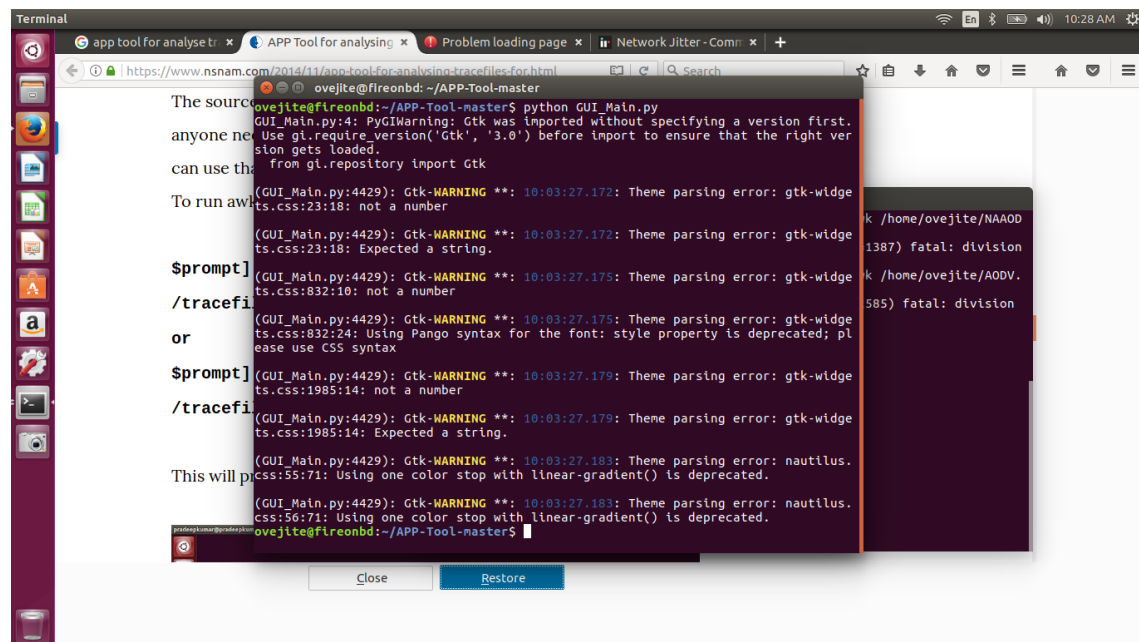 Terminal
En
10:28 AM
app tool for analyse tr
APP Tool for analysing
Problem loading page
Network Jitter - Comm
https://www.nsnam.com/2014/11/app-tool-for-analysing-tracefiles-for.html
Search
The source
anyone nee
can use tha
To run awk
$prompt]
/tracefi
or
$prompt]
/tracefi
This will pr
ovejite@fireonbd: ~/APP-Tool-master
ovejite@fireonbd:~/APP-Tool-master$ python GUI_Main.py
GUI_Main.py:4: PyGIWarning: Gtk was imported without specifying a version first.
Use gi.require_version('Gtk', '3.0') before import to ensure that the right ver
sion gets loaded.
from gi.repository import Gtk
(GUI_Main.py:4429): Gtk-WARNING **: 10:03:27.172: Theme parsing error: gtk-widge
ts.css:23:18: not a number
(GUI_Main.py:4429): Gtk-WARNING **: 10:03:27.172: Theme parsing error: gtk-widge
ts.css:23:18: Expected a string.
(GUI_Main.py:4429): Gtk-WARNING **: 10:03:27.175: Theme parsing error: gtk-widge
ts.css:832:10: not a number
(GUI_Main.py:4429): Gtk-WARNING **: 10:03:27.175: Theme parsing error: gtk-widge
ts.css:832:24: Using Pango syntax for the font: style property is deprecated; pl
ease use CSS syntax
(GUI_Main.py:4429): Gtk-WARNING **: 10:03:27.179: Theme parsing error: gtk-widge
ts.css:1985:14: not a number
(GUI_Main.py:4429): Gtk-WARNING **: 10:03:27.179: Theme parsing error: gtk-widge
ts.css:1985:14: Expected a string.
(GUI_Main.py:4429): Gtk-WARNING **: 10:03:27.183: Theme parsing error: nautilus.
css:55:71: Using one color stop with linear-gradient() is deprecated.
(GUI_Main.py:4429): Gtk-WARNING **: 10:03:27.183: Theme parsing error: nautilus.
css:56:71: Using one color stop with linear-gradient() is deprecated.
ovejite@fireonbd:~/APP-Tool-master$
k /home/ovejite/NAAOD
1387) fatal: division
k /home/ovejite/AODV.
585) fatal: division
Close
Restore